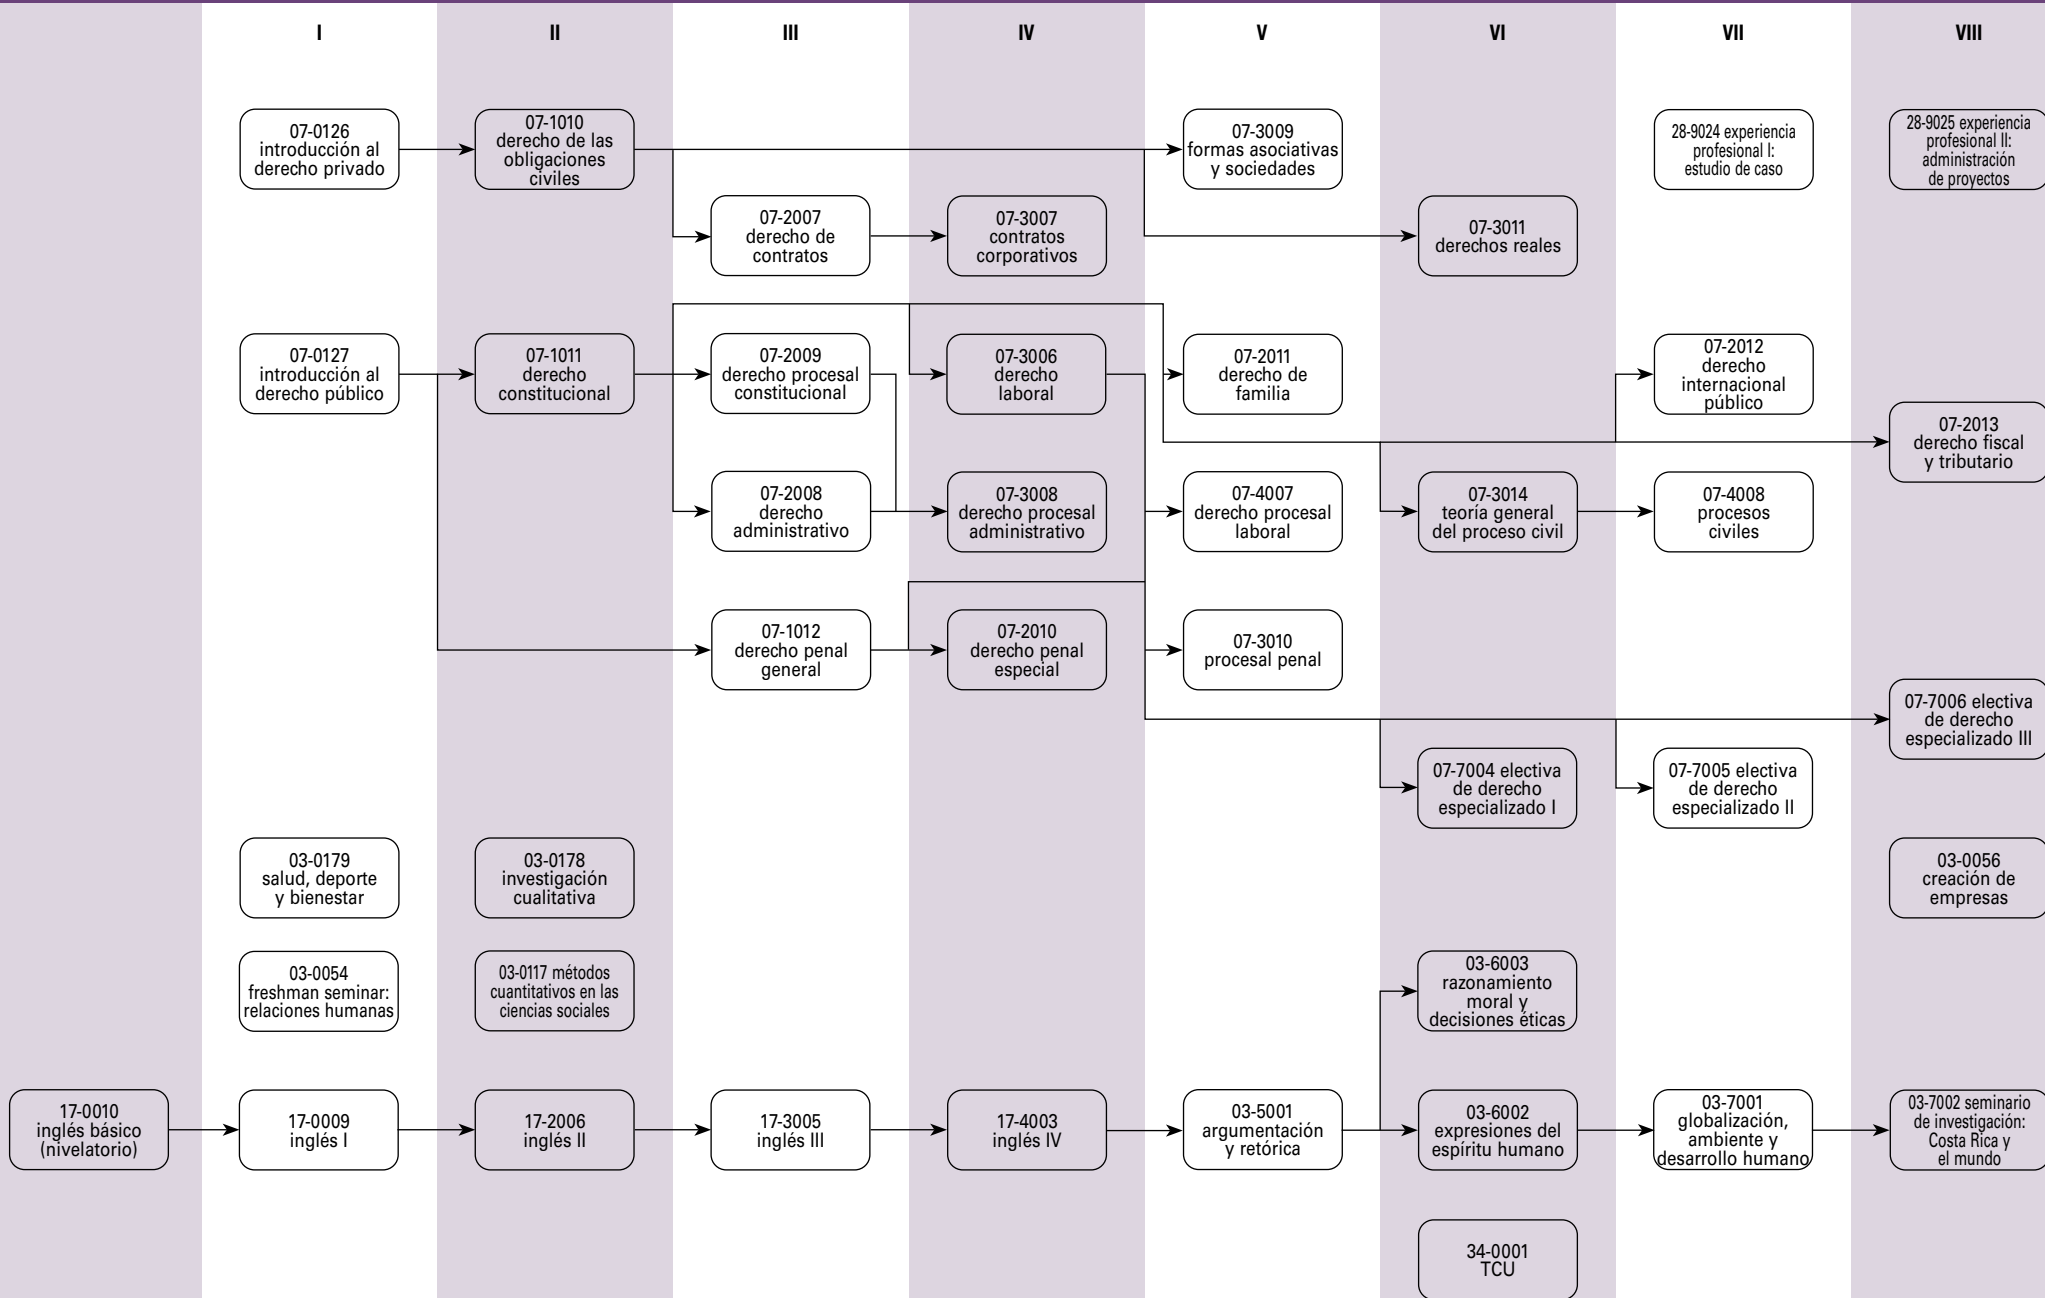 I
II
III
IV
V
VI
VII
VIII
07-0126
introducción al
derecho privado
07-1010
derecho de las
obligaciones
civiles
07-3009
formas asociativas
y sociedades
28-9024 experiencia
profesional I:
estudio de caso
28-9025 experiencia
profesional II:
administración
de proyectos
07-2007
derecho de
contratos
07-3007
contratos
corporativos
07-3011
derechos reales
07-0127
introducción al
derecho público
07-1011
derecho
constitucional
07-2009
derecho procesal
constitucional
07-3006
derecho
laboral
07-2011
derecho de
familia
07-2012
derecho
internacional
público
07-2013
derecho fiscal
y tributario
07-2008
derecho
administrativo
07-3008
derecho procesal
administrativo
07-4007
derecho procesal
laboral
07-3014
teoría general
del proceso civil
07-4008
procesos
civiles
07-1012
derecho penal
general
07-2010
derecho penal
especial
07-3010
procesal penal
07-7006 electiva
de derecho
especializado III
07-7004 electiva
de derecho
especializado I
07-7005 electiva
de derecho
especializado II
03-0179
salud, deporte
y bienestar
03-0178
investigación
cualitativa
03-0056
creación de
empresas
03-0054
freshman seminar:
relaciones humanas
03-0117 métodos
cuantitativos en las
ciencias sociales
03-6003
razonamiento
moral y
decisiones éticas
17-0010
inglés básico
(nivelatorio)
17-0009
inglés I
17-2006
inglés II
17-3005
inglés III
17-4003
inglés IV
03-5001
argumentación
y retórica
03-6002
expresiones del
espíritu humano
03-7001
globalización,
ambiente y
desarrollo humano
03-7002 seminario
de investigación:
Costa Rica y
el mundo
34-0001
TCU